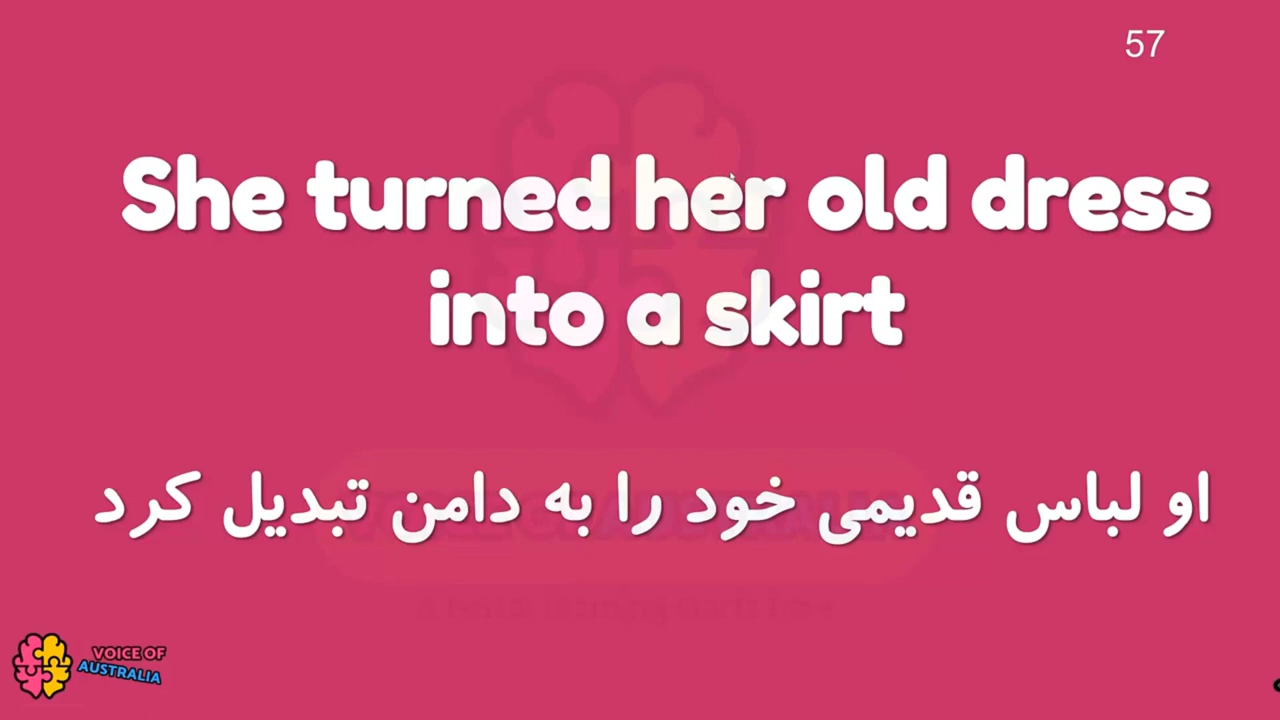 57
She turned her old dress
into a skirt
او لباس قدیمی خود را به دامن تبدیل کرد
VOICE OF
AUSTRALIA